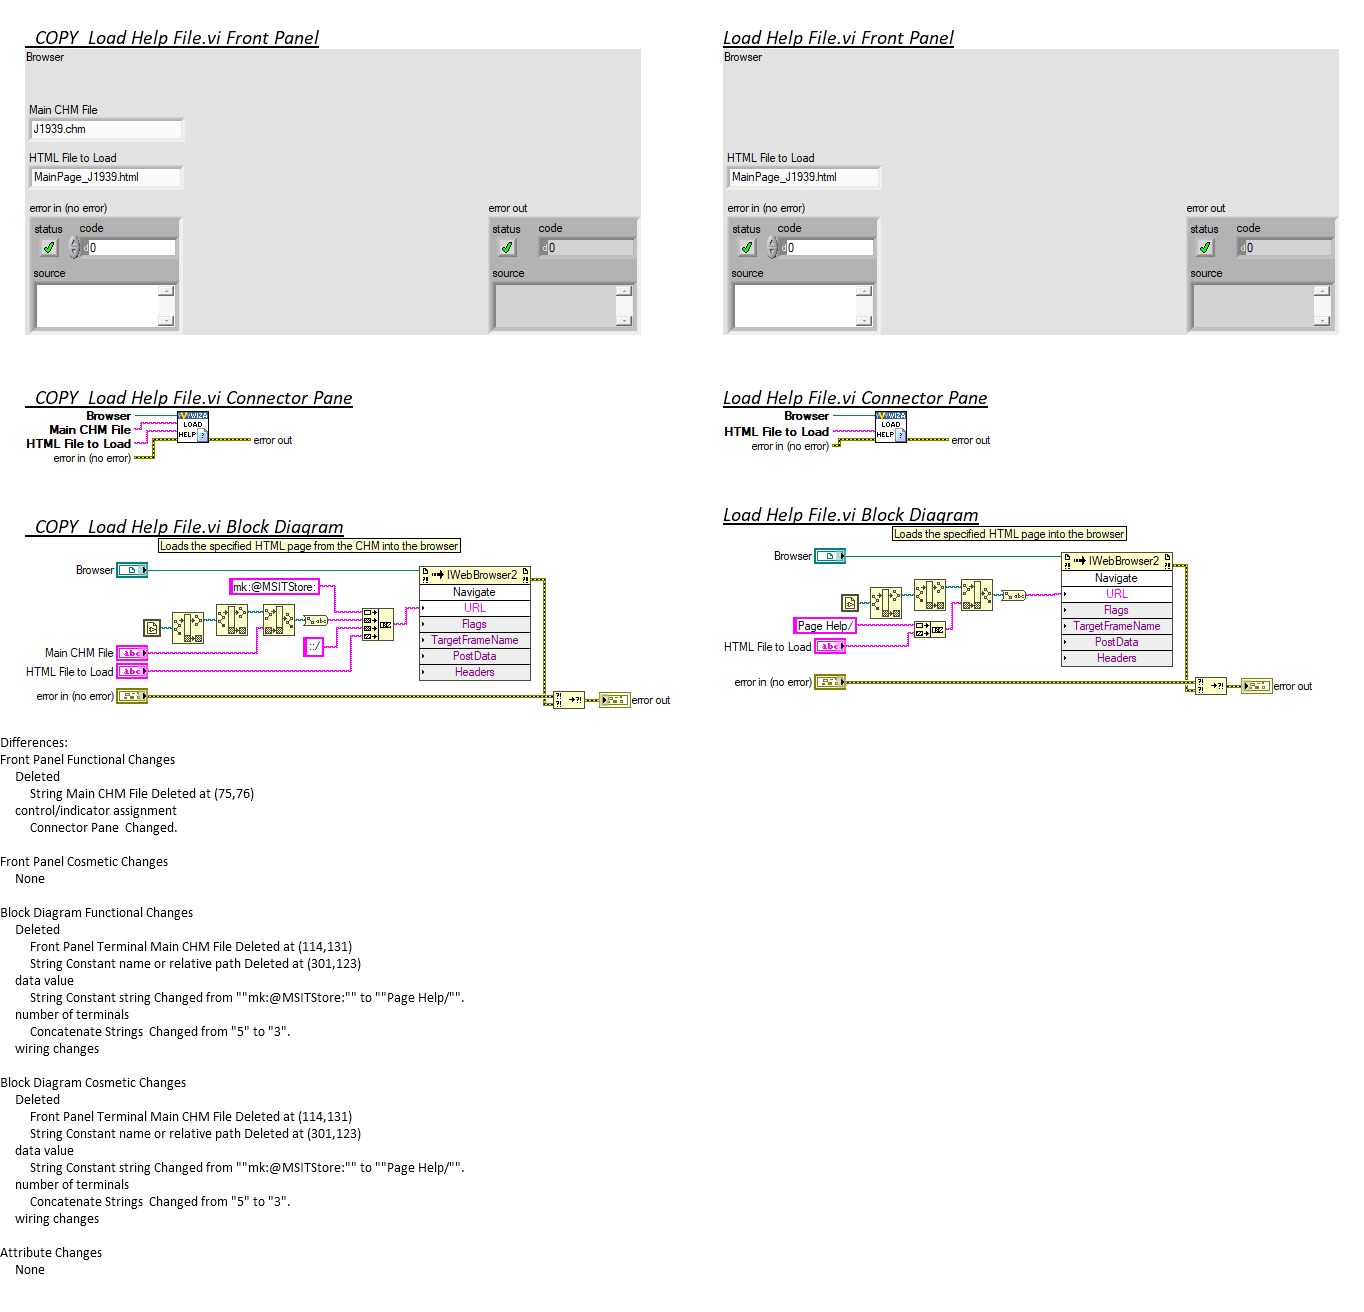 _COPY_Load Help File.vi Front Panel
Browser
Main CHM File
J1939.chm
HTML File to Load
MainPage_J1939.html
error in (no error)
status
code
d0
source
error out
status
code
d0
source
Load Help File.vi Front Panel
Browser
HTML File to Load
MainPage_J1939.html
error in (no error)
status
code
d0
source
error out
status
code
d0
source
_COPY_Load Help File.vi Connector Pane
Browser
Main CHM File
HTML File to Load
error in (no error)
LOAD
HELP
error out
Load Help File.vi Connector Pane
Browser
HTML File to Load
error in (no error)
LOAD
HELP
error out
_COPY_Load Help File.vi Block Diagram
Loads the specified HTML page from the CHM into the browser
Browser
mk:@MSITStore:
::/
Main CHM File
abc
HTML File to Load
abc
error in (no error)
IWebBrowser2
Navigate
URL
Flags
TargetFrameName
PostData
Headers
error out
Load Help File.vi Block Diagram
Loads the specified HTML page into the browser
Browser
Page Help/
HTML File to Load
abc
error in (no error)
IWebBrowser2
Navigate
URL
Flags
TargetFrameName
PostData
Headers
error out
Differences:
Front Panel Functional Changes
Deleted
String Main CHM File Deleted at (75,76)
control/indicator assignment
Connector Pane  Changed.
Front Panel Cosmetic Changes
None
Block Diagram Functional Changes
Deleted
Front Panel Terminal Main CHM File Deleted at (114,131)
String Constant name or relative path Deleted at (301,123)
data value
String Constant string Changed from ""mk:@MSITStore:"" to ""Page Help/"".
number of terminals
Concatenate Strings  Changed from "5" to "3".
wiring changes
Block Diagram Cosmetic Changes
Deleted
Front Panel Terminal Main CHM File Deleted at (114,131)
String Constant name or relative path Deleted at (301,123)
data value
String Constant string Changed from ""mk:@MSITStore:"" to ""Page Help/"".
number of terminals
Concatenate Strings  Changed from "5" to "3".
wiring changes
Attribute Changes
None